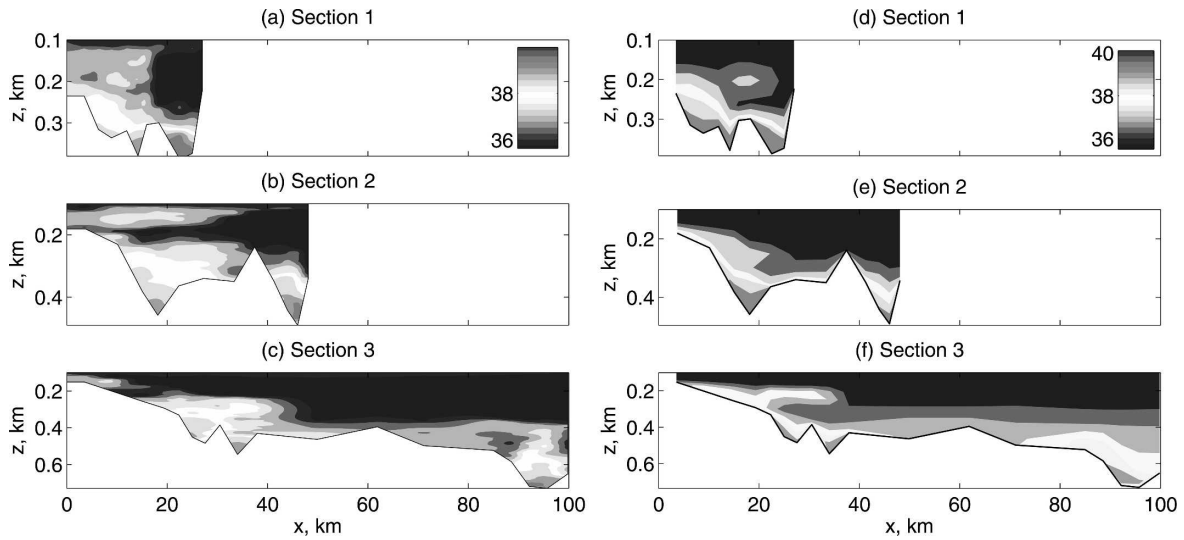 (a) Section 1
0.1
0.2
0.3
z, km
38
36
(b) Section 2
0.2
0.4
z, km
(c) Section 3
0.2
0.4
0.6
z, km
0 20 40 60 80 100
x, km
(d) Section 1
0.1
0.2
0.3
z, km
40
38
36
(e) Section 2
0.2
0.4
z, km
(f) Section 3
0.2
0.4
0.6
z, km
0 20 40 60 80 100
x, km